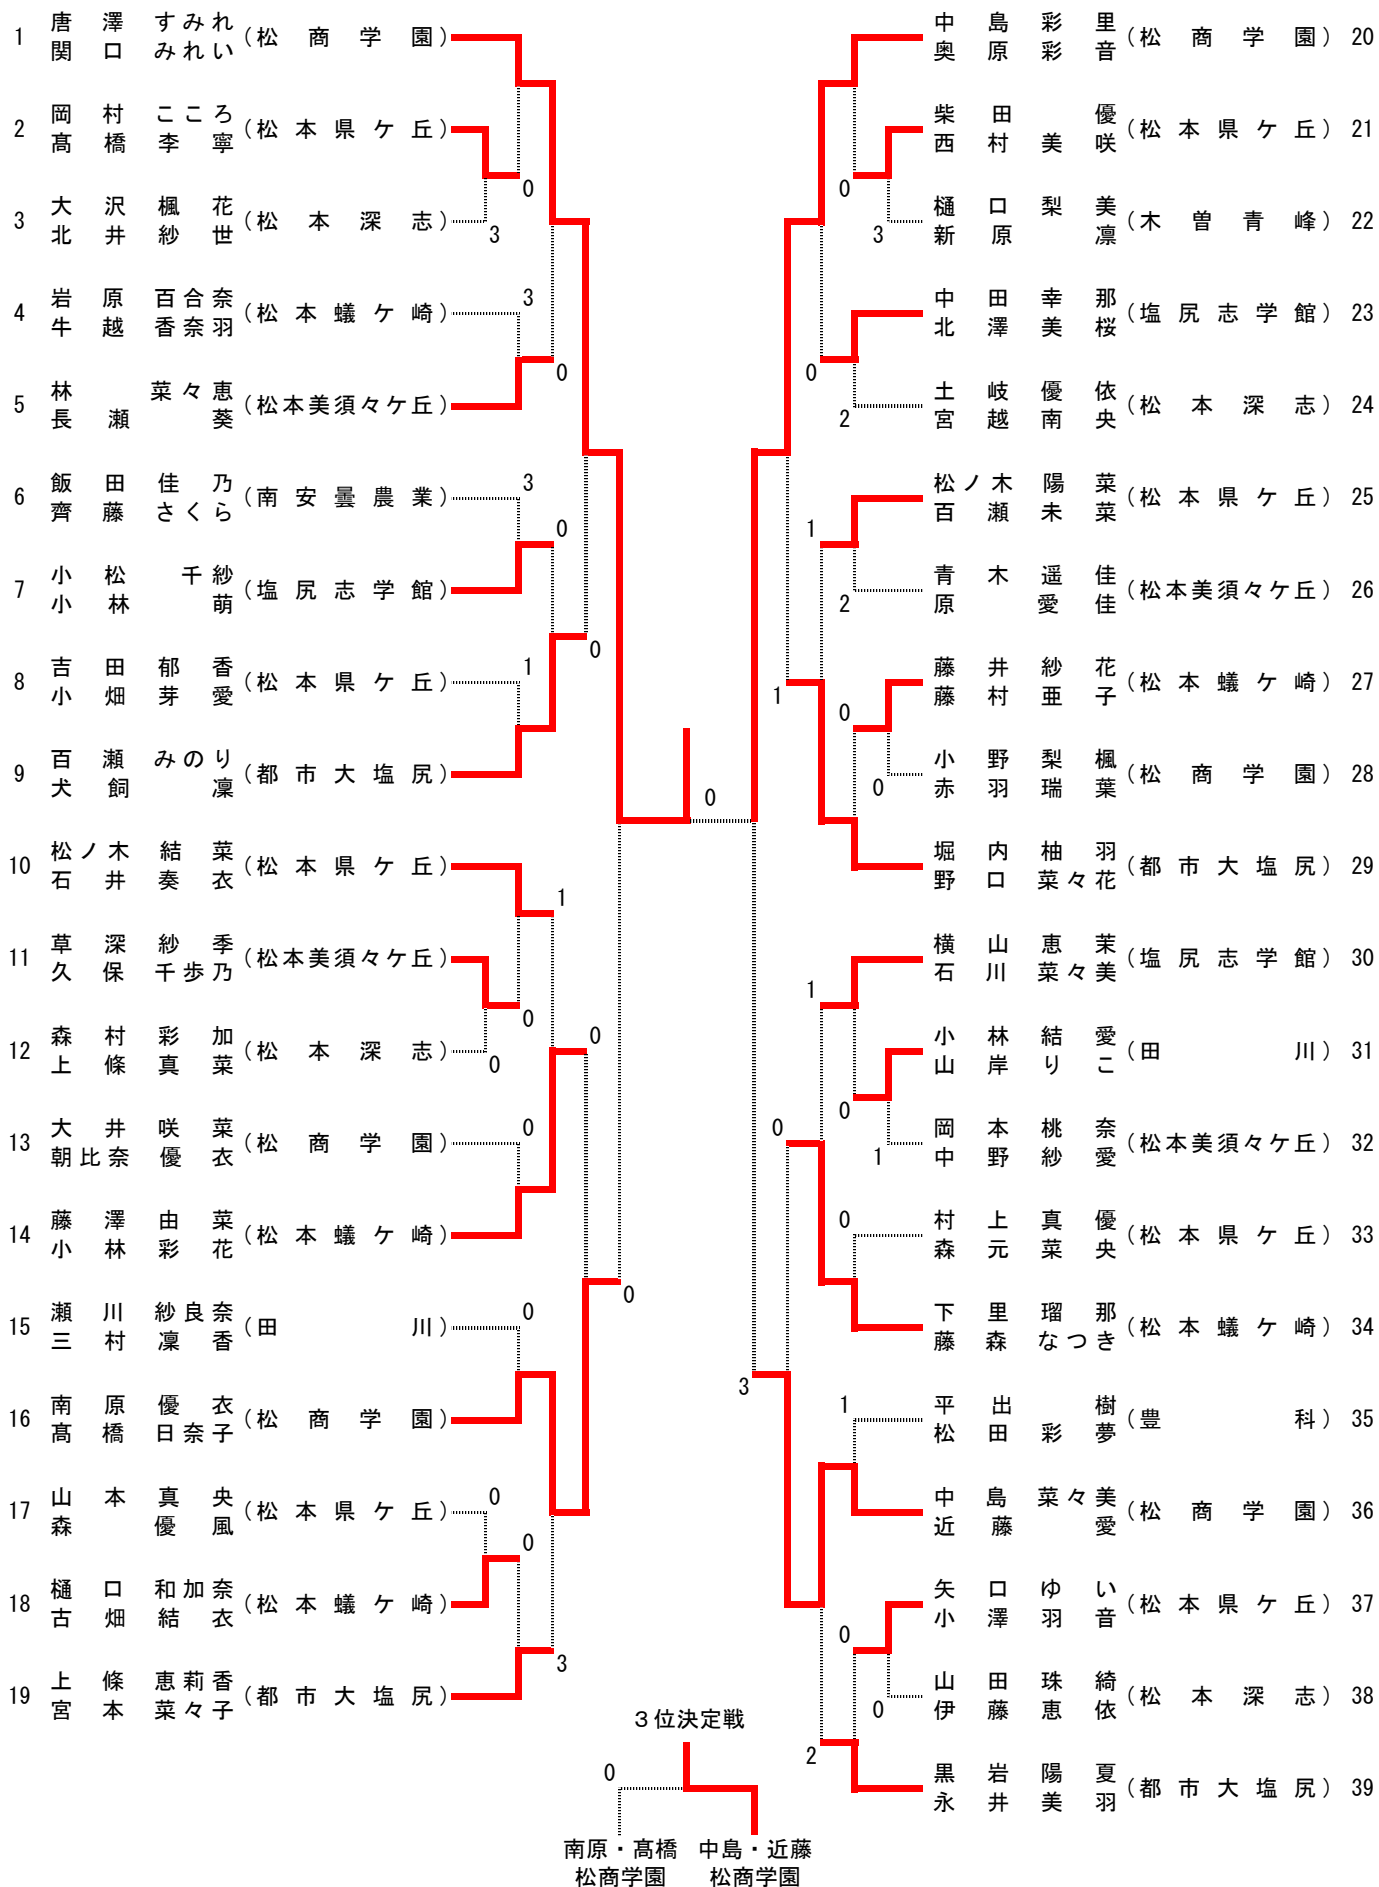 1 唐澤すみれ (松商学園)
関口みれい
2 岡村こころ (松本県ケ丘)
髙橋李寧
0
3 大沢楓花 (松本深志)
北井紗世
3
4 岩原百合奈 (松本蟻ケ崎) 3
牛越香奈羽
0
5 林菜々恵 (松本美須々ケ丘)
長瀬葵
6 飯田佳乃 (南安曇農業) 3
齊藤さくら
0
7 小松千紗 (塩尻志学館)
小林萌
0
8 吉田郁香 (松本県ケ丘) 1
小畑芽愛
9 百瀬みのり (都市大塩尻)
犬飼凜
0
10 松ノ木結菜 (松本県ケ丘)
石井奏衣
1
11 草深紗季 (松本美須々ケ丘)
久保千歩乃
0
0
12 森村彩加 (松本深志)
上條真菜
0
13 大井咲菜 (松商学園) 0
朝比奈優衣
14 藤澤由菜 (松本蟻ケ崎)
小林彩花
0
15 瀬川紗良奈 (田川) 0
三村凜香
16 南原優衣 (松商学園)
髙橋日奈子
17 山本真央 (松本県ケ丘) 0
森優風
0
18 樋口和加奈 (松本蟻ケ崎)
古畑結衣
3
19 上條恵莉香 (都市大塩尻)
宮本菜々子
中島彩里 (松商学園) 20
奥原彩音
柴田優 (松本県ケ丘) 21
西村美咲
0
樋口梨美 (木曽青峰) 22
新原凛
3
中田幸那 (塩尻志学館) 23
北澤美桜
0
土岐優依 (松本深志) 24
宮越南央
2
松ノ木陽菜 (松本県ケ丘) 25
百瀬未菜
1
青木遥佳 (松本美須々ケ丘) 26
原愛佳
2
藤井紗花 (松本蟻ケ崎) 27
藤村亜子
1
0
小野梨楓 (松商学園) 28
赤羽瑞葉
0
堀内柚羽 (都市大塩尻) 29
野口菜々花
横山恵茉 (塩尻志学館) 30
石川菜々美
1
小林結愛 (田川) 31
山岸りこ
0
岡本桃奈 (松本美須々ケ丘) 32
中野紗愛
0
1
村上真優 (松本県ケ丘) 33
森元菜央
0
下里瑠那 (松本蟻ケ崎) 34
藤森なつき
3
平出樹 (豊科) 35
松田彩夢
1
中島菜々美 (松商学園) 36
近藤愛
矢口ゆい (松本県ケ丘) 37
小澤羽音
0
山田珠綺 (松本深志) 38
伊藤恵依
0
2
黒岩陽夏 (都市大塩尻) 39
永井美羽
3位決定戦
0
南原・髙橋 中島・近藤
松商学園 松商学園